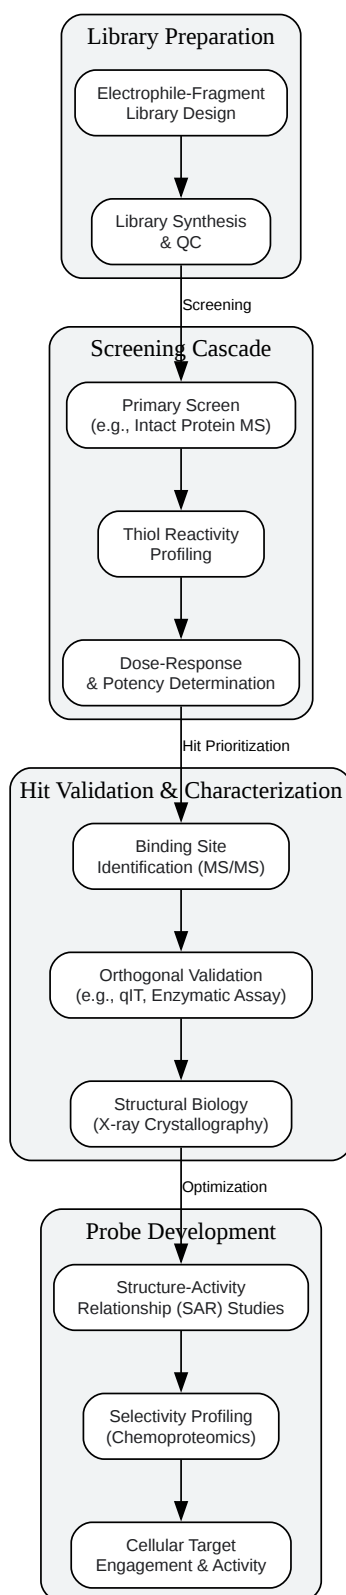 Library Preparation
Electrophile-Fragment
Library Design
Library Synthesis
& QC
Screening
Screening Cascade
Primary Screen
(e.g., Intact Protein MS)
Thiol Reactivity
Profiling
Dose-Response
& Potency Determination
Hit Prioritization
Hit Validation & Characterization
Binding Site
Identification (MS/MS)
Orthogonal Validation
(e.g., qIT, Enzymatic Assay)
Structural Biology
(X-ray Crystallography)
Optimization
Probe Development
Structure-Activity
Relationship (SAR) Studies
Selectivity Profiling
(Chemoproteomics)
Cellular Target
Engagement & Activity